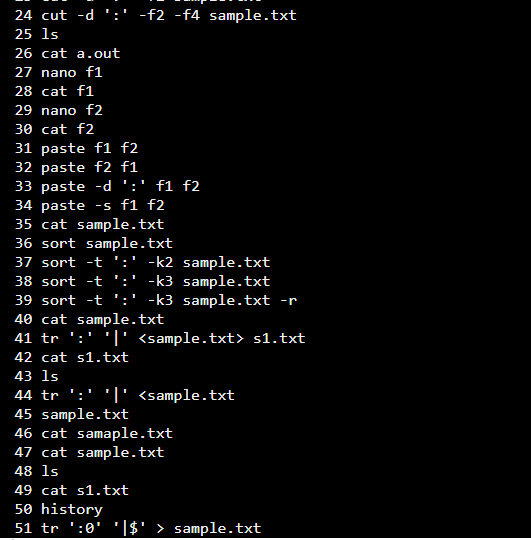 24 cut -d ':' -f2 -f4 sample.txt
25 ls
26 cat a.out
27 nano f1
28 cat f1
29 nano f2
30 cat f2
31 paste f1 f2
32 paste f2 f1
33 paste -d ':' f1 f2
34 paste -s f1 f2
35 cat sample.txt
36 sort sample.txt
37 sort -t ':' -k2 sample.txt
38 sort -t ':' -k3 sample.txt
39 sort -t ':' -k3 sample.txt -r
40 cat sample.txt
41 tr ':' '|' <sample.txt> s1.txt
42 cat s1.txt
43 ls
44 tr ':' '|' <sample.txt
45 sample.txt
46 cat samaple.txt
47 cat sample.txt
48 ls
49 cat s1.txt
50 history
51 tr ':0' '|$' > sample.txt